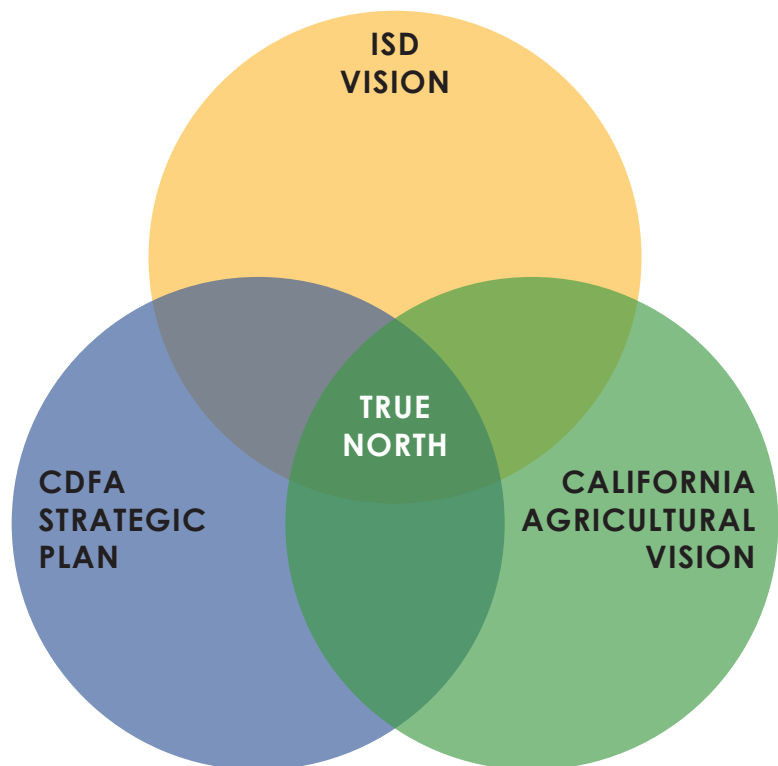 ISD
VISION
TRUE
NORTH
CDFA
STRATEGIC
PLAN
CALIFORNIA
AGRICULTURAL
VISION